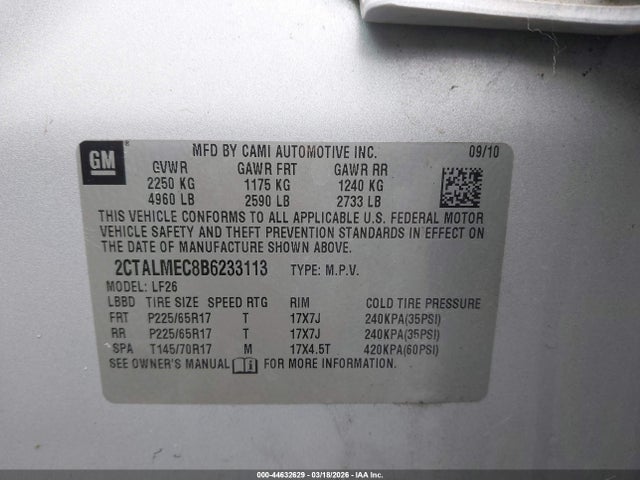 GM
MFD BY CAMI AUTOMOTIVE INC. 09/10
GVWR GAWR FRT GAWR RR
2250 KG 1175 KG 1240 KG
4960 LB 2590 LB 2733 LB
THIS VEHICLE CONFORMS TO ALL APPLICABLE U.S. FEDERAL MOTOR
VEHICLE SAFETY AND THEFT PREVENTION STANDARDS IN EFFECT ON
THE DATE OF MANUFACTURE SHOWN ABOVE.
2CTALMEC8B6233113 TYPE: M.P.V.
MODEL: LF26
LBBD TIRE SIZE SPEED RTG RIM COLD TIRE PRESSURE
FRT P225/65R17 T 17X7J 240KPA(35PSI)
RR P225/65R17 T 17X7J 240KPA(35PSI)
SPA T145/70R17 M 17X4.5T 420KPA(60PSI)
SEE OWNER'S MANUAL FOR MORE INFORMATION.
000-44632629 - 03/18/2026 - IAA Inc.